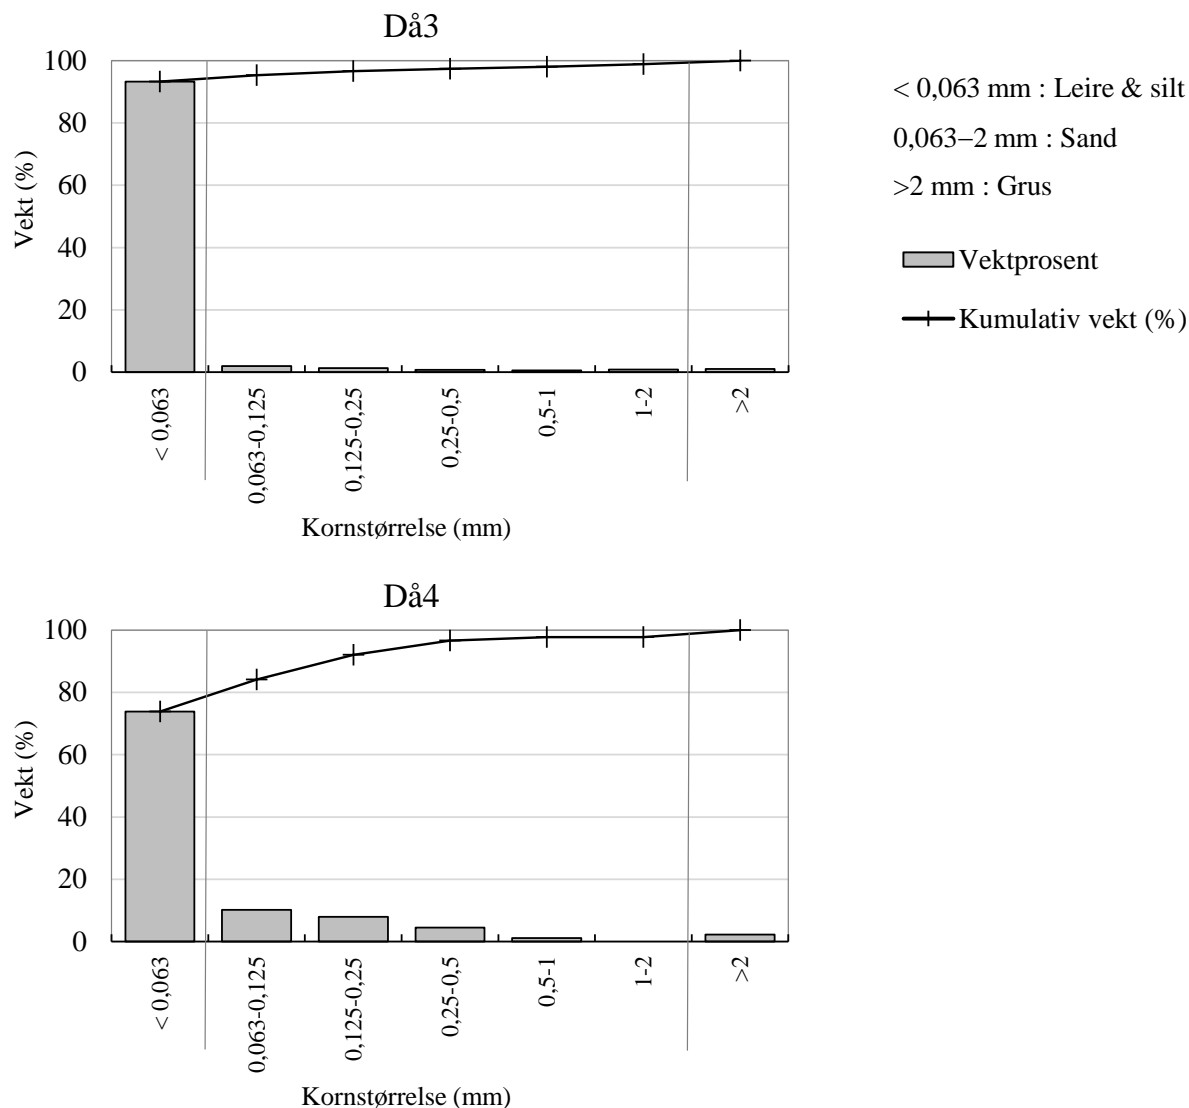 Då3
100
80
60
40
20
0
Vekt (%)
< 0,063
0,063-0,125
0,125-0,25
0,25-0,5
0,5-1
1-2
>2
Kornstørrelse (mm)
< 0,063 mm : Leire & silt
0,063–2 mm : Sand
>2 mm : Grus
Vektprosent
Kumulativ vekt (%)
Då4
100
80
60
40
20
0
Vekt (%)
< 0,063
0,063-0,125
0,125-0,25
0,25-0,5
0,5-1
1-2
>2
Kornstørrelse (mm)